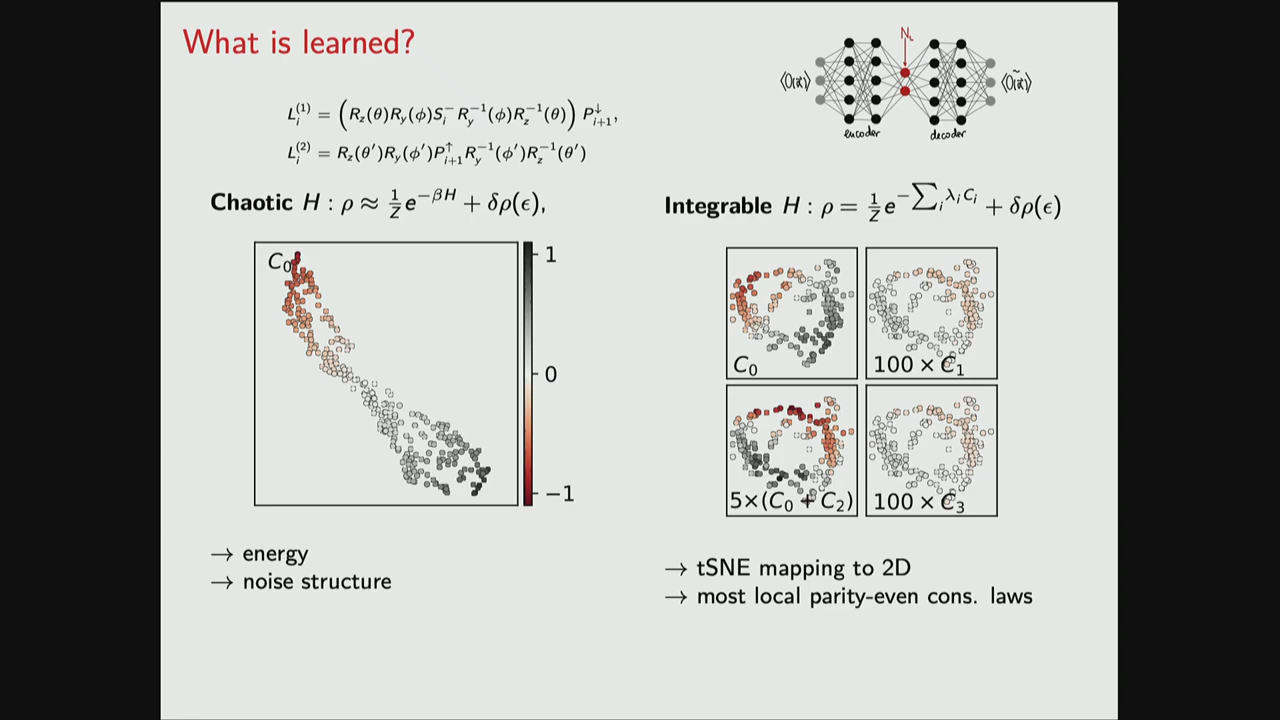 What is learned?
N_L
⟨O(x⃗)⟩
⟨Õ(x⃗)⟩
encoder
decoder
L_i^{(1)} = (R_z(θ)R_y(ϕ)S_i^- R_y^{-1}(ϕ)R_z^{-1}(θ)) P_{i+1}^↓,
L_i^{(2)} = R_z(θ′)R_y(ϕ′)P_{i+1}^↑ R_y^{-1}(ϕ′)R_z^{-1}(θ′)
Chaotic H : ρ ≈ 1/Z e^{−βH} + δρ(ϵ),
C_0
1
0
−1
→ energy
→ noise structure
Integrable H : ρ = 1/Z e^{−∑_i λ_i C_i} + δρ(ϵ)
C_0
100 × C_1
5×(C_0 + C_2)
100 × C_3
→ tSNE mapping to 2D
→ most local parity-even cons. laws